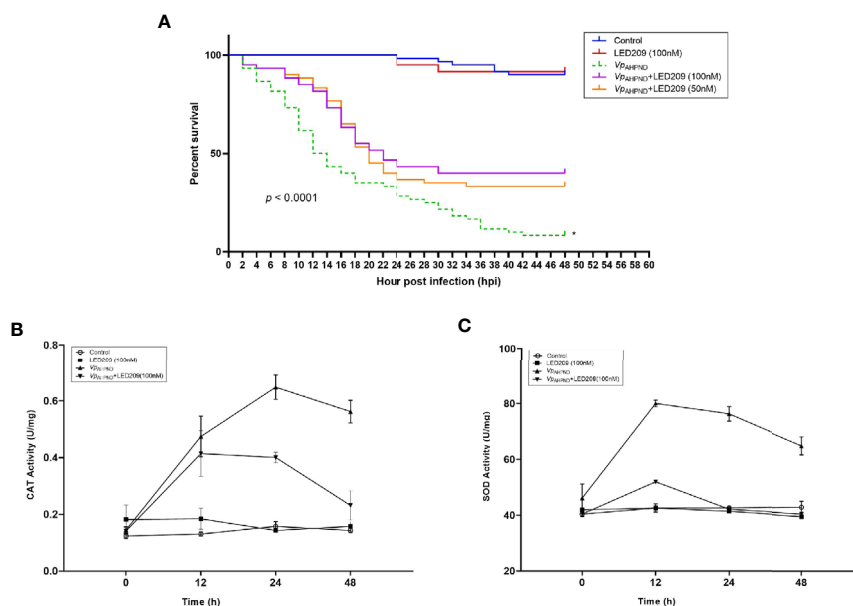 A
Control
LED209 (100nM)
VpAHPND
VpAHPND+LED209 (100nM)
VpAHPND+LED209 (50nM)
100
50
0
Percent survival
p < 0.0001
*
0 2 4 6 8 10 12 14 16 18 20 22 24 26 28 30 32 34 36 38 40 42 44 46 48 50 52 54 56 58 60
Hour post infection (hpi)
B
Control
LED209 (100nM)
VpAHPND
VpAHPND+LED209(100nM)
0.8
0.6
0.4
0.2
0.0
CAT Activity (U/mg)
0 12 24 48
Time (h)
C
Control
LED209 (100nM)
VpAHPND
VpAHPND+LED209(100nM)
100
80
60
40
20
SOD Activity (U/mg)
0 12 24 48
Time (h)